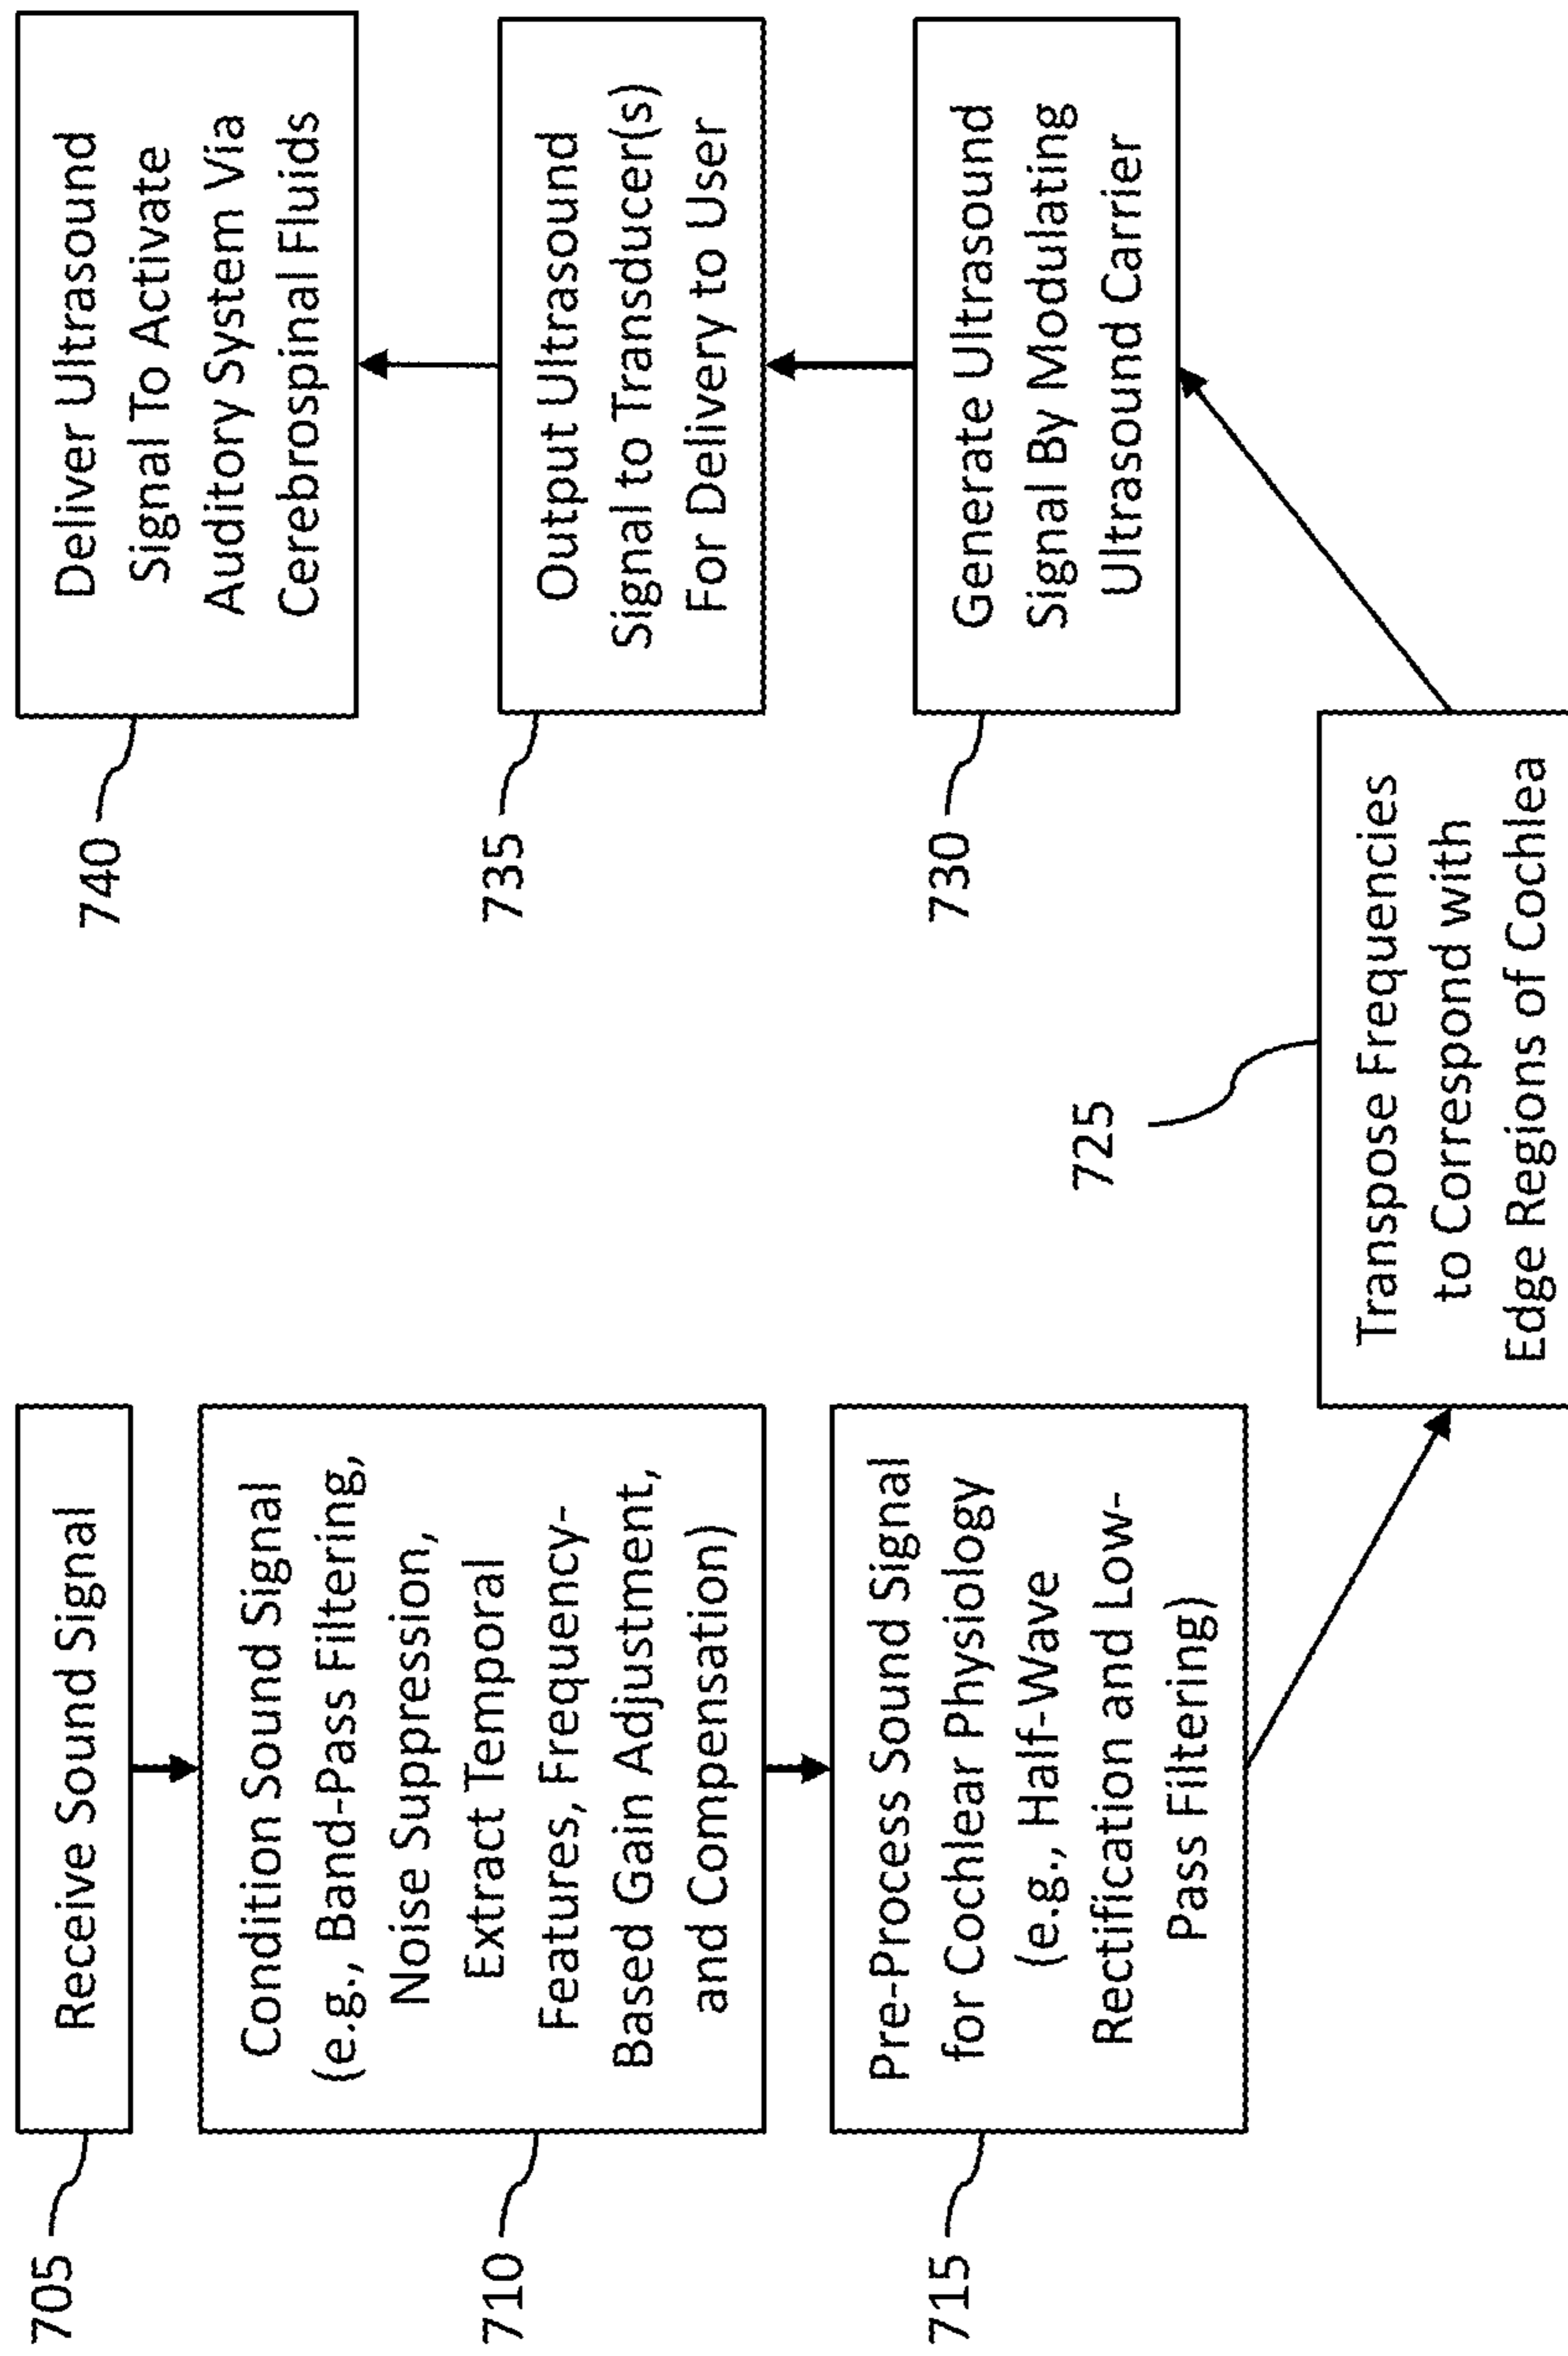 705
Receive Sound Signal
710
Condition Sound Signal
(e.g., Band-Pass Filtering,
Noise Suppression,
Extract Temporal
Features, Frequency-
Based Gain Adjustment,
and Compensation)
715
Pre-Process Sound Signal
for Cochlear Physiology
(e.g., Half-Wave
Rectification and Low-
Pass Filtering)
725
Transpose Frequencies
to Correspond with
Edge Regions of Cochlea
730
Generate Ultrasound
Signal By Modulating
Ultrasound Carrier
735
Output Ultrasound
Signal to Transducer(s)
For Delivery to User
740
Deliver Ultrasound
Signal To Activate
Auditory System Via
Cerebrospinal Fluids